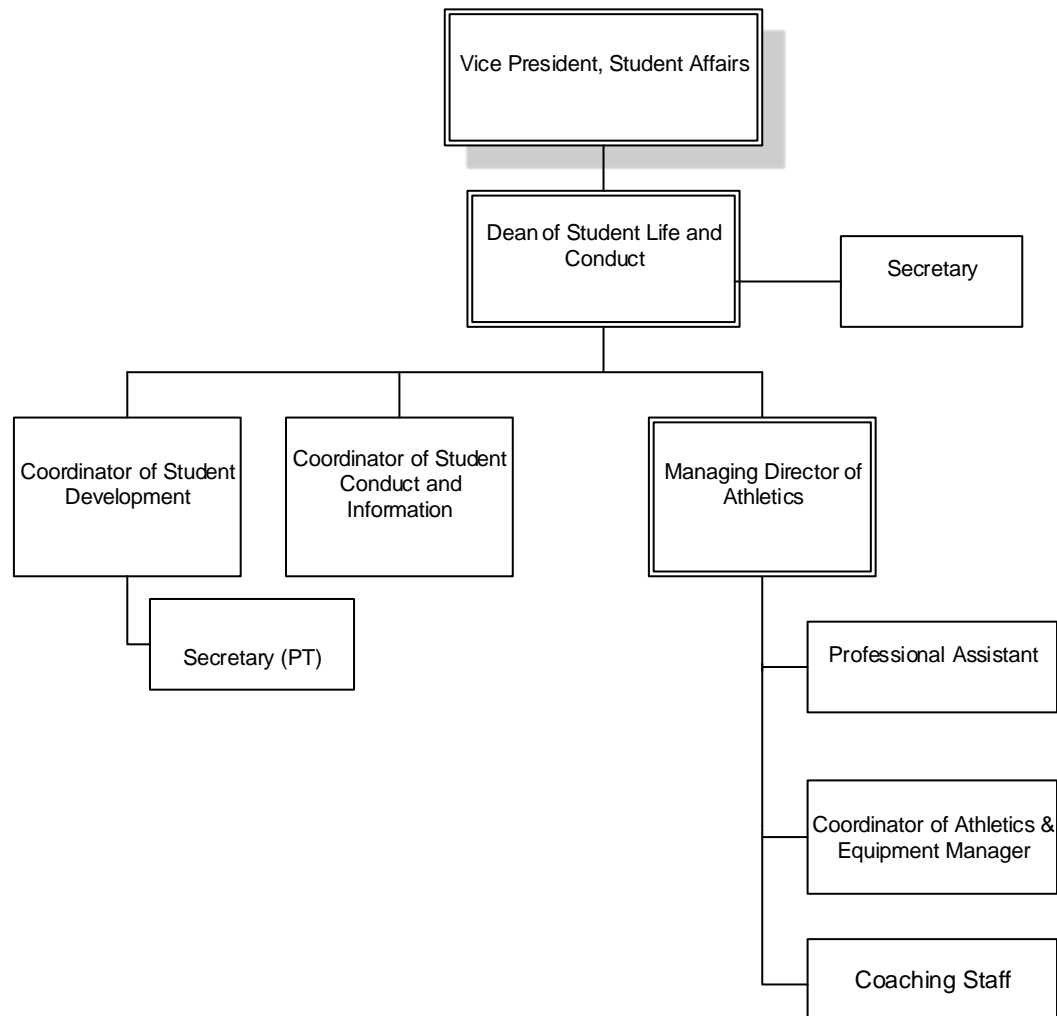 Vice President, Student Affairs
Dean of Student Life and
Conduct
Secretary
Coordinator of Student
Development
Coordinator of Student
Conduct and
Information
Managing Director of
Athletics
Secretary (PT)
Professional Assistant
Coordinator of Athletics &
Equipment Manager
Coaching Staff